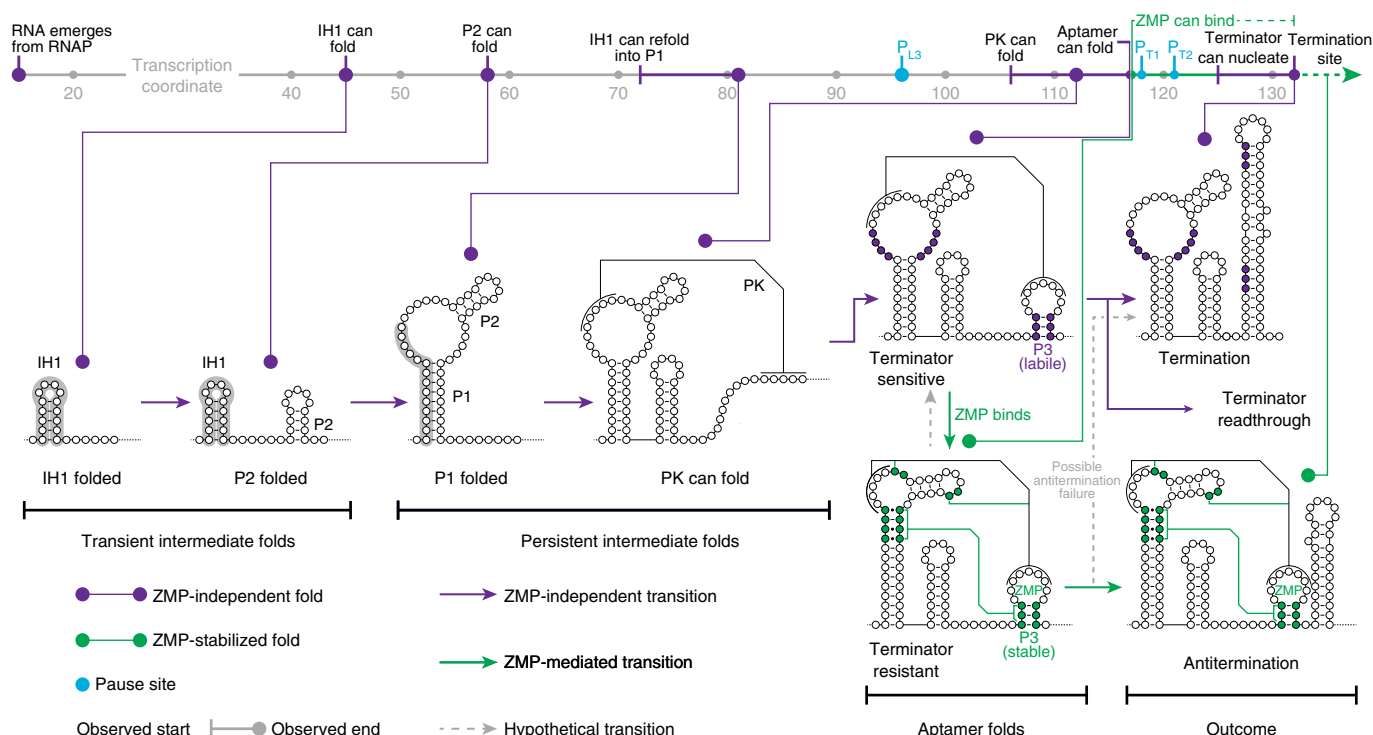 RNA emerges
from RNAP
IH1 can
fold
P2 can
fold
IH1 can refold
into P1
PL3
PK can
fold
Aptamer
can fold
ZMP can bind
PT1
PT2
Terminator
can nucleate
Termination
site
Transcription
coordinate
20
40
50
60
70
80
90
100
110
120
130
IH1
IH1
P2
P2
P1
PK
P3
(labile)
Terminator
sensitive
Termination
ZMP binds
Terminator
readthrough
IH1 folded
P2 folded
P1 folded
PK can fold
Possible
antitermination
failure
Transient intermediate folds
Persistent intermediate folds
ZMP
ZMP
P3
(stable)
Terminator
resistant
Antitermination
ZMP-independent fold
ZMP-independent transition
ZMP-stabilized fold
ZMP-mediated transition
Pause site
Observed start
Observed end
Hypothetical transition
Aptamer folds
Outcome